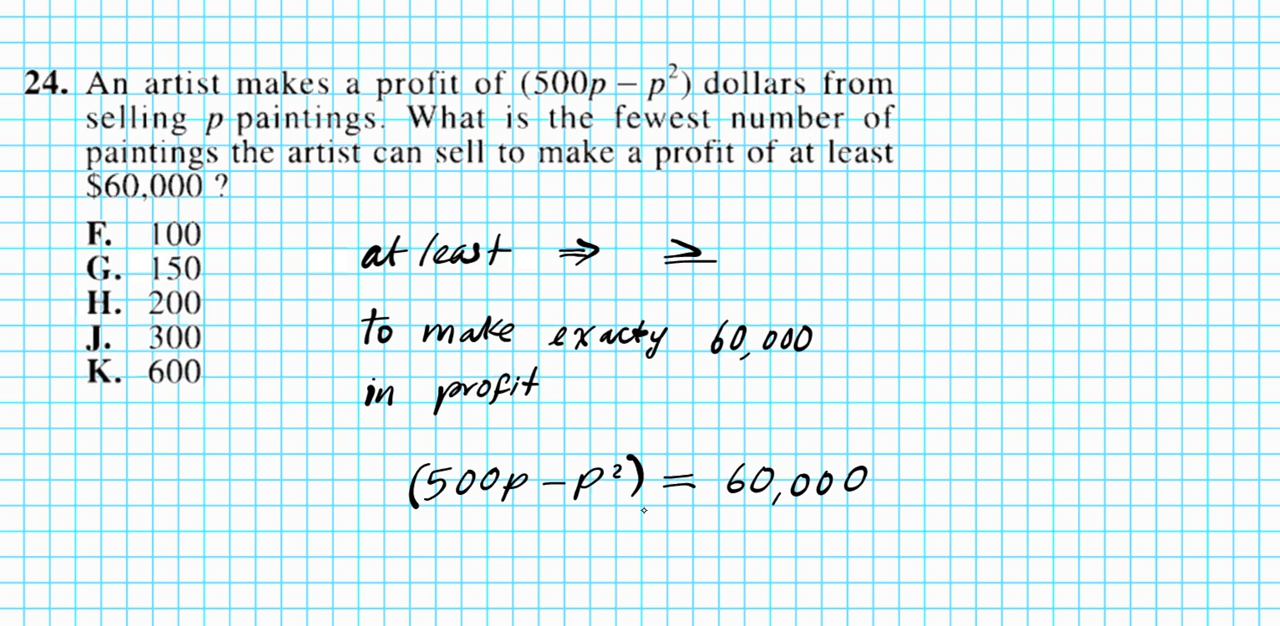 24. An artist makes a profit of (500p − p²) dollars from
selling p paintings. What is the fewest number of
paintings the artist can sell to make a profit of at least
$60,000 ?
F. 100
G. 150
H. 200
J. 300
K. 600
at least ⇒ ≥
to make exacty 60,000
in profit
(500p − p²) = 60,000